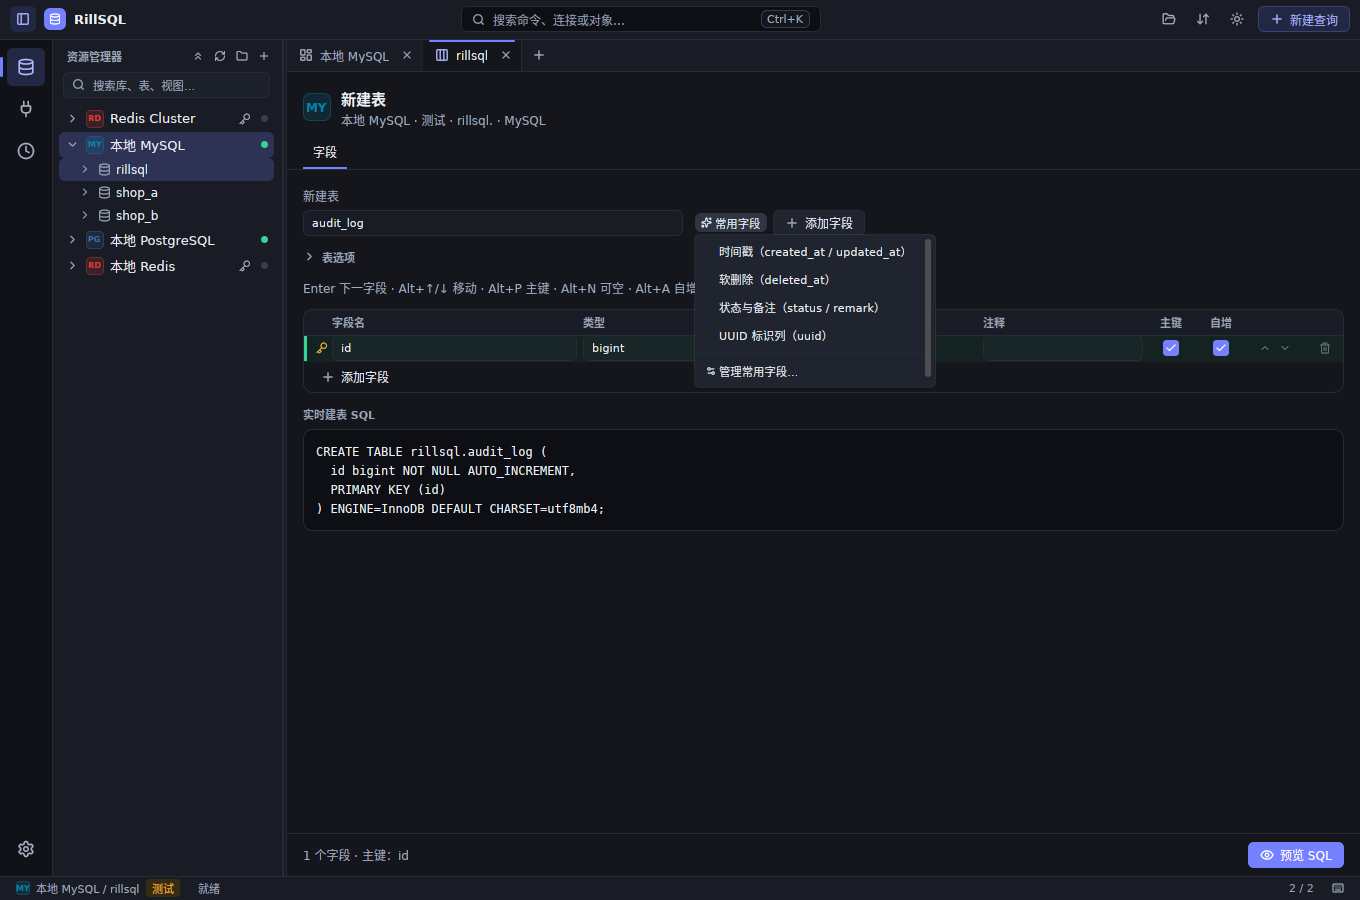 RillSQL
搜索命令、连接或对象…
Ctrl+K
新建查询
资源管理器
搜索库、表、视图…
RD Redis Cluster
MY 本地 MySQL
rillsql
shop_a
shop_b
PG 本地 PostgreSQL
RD 本地 Redis
本地 MySQL
rillsql
MY
新建表
本地 MySQL · 测试 · rillsql. · MySQL
字段
新建表
audit_log
常用字段
添加字段
表选项
时间戳（created_at / updated_at）
软删除（deleted_at）
状态与备注（status / remark）
UUID 标识列（uuid）
管理常用字段…
Enter 下一字段 · Alt+↑/↓ 移动 · Alt+P 主键 · Alt+N 可空 · Alt+A 自增
字段名 类型 注释 主键 自增
id bigint
添加字段
实时建表 SQL
CREATE TABLE rillsql.audit_log (
id bigint NOT NULL AUTO_INCREMENT,
PRIMARY KEY (id)
) ENGINE=InnoDB DEFAULT CHARSET=utf8mb4;
1 个字段 · 主键：id
预览 SQL
MY 本地 MySQL / rillsql 测试 就绪
2 / 2